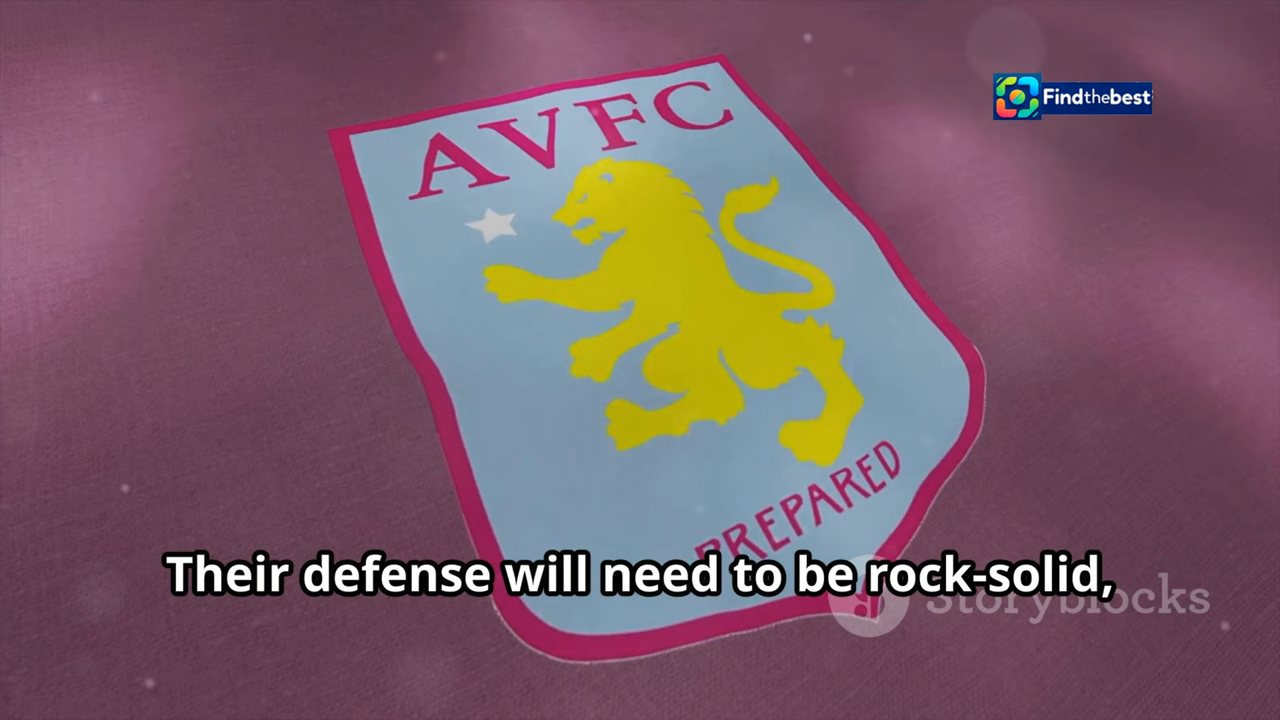 AVFC
Findthebest
PREPARED
Their defense will need to be rock-solid,
Storyblocks